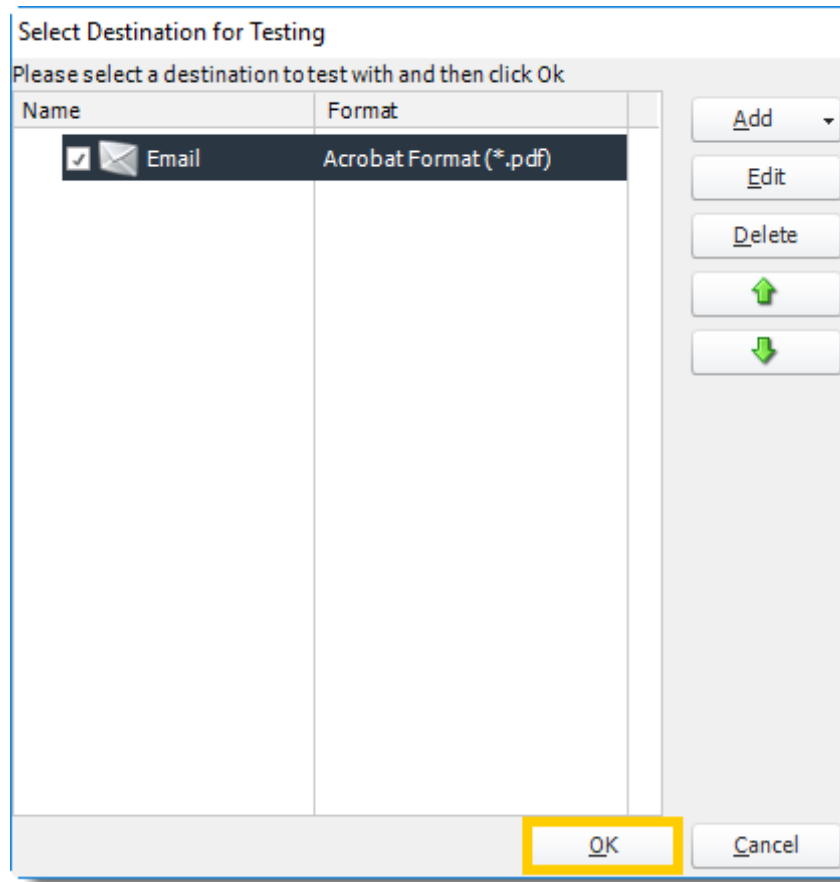 Select Destination for Testing
Please select a destination to test with and then click Ok
Name Format
Add
Email Acrobat Format (*.pdf)
Edit
Delete
OK Cancel